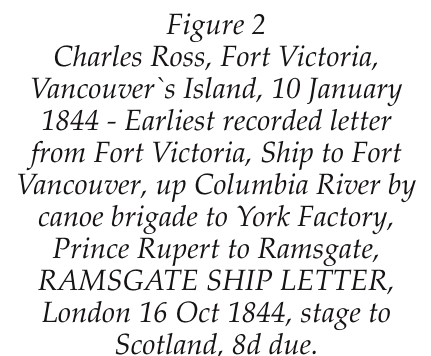 Figure 2
Charles Ross, Fort Victoria,
Vancouver`s Island, 10 January
1844 - Earliest recorded letter
from Fort Victoria, Ship to Fort
Vancouver, up Columbia River by
canoe brigade to York Factory,
Prince Rupert to Ramsgate,
RAMSGATE SHIP LETTER,
London 16 Oct 1844, stage to
Scotland, 8d due.